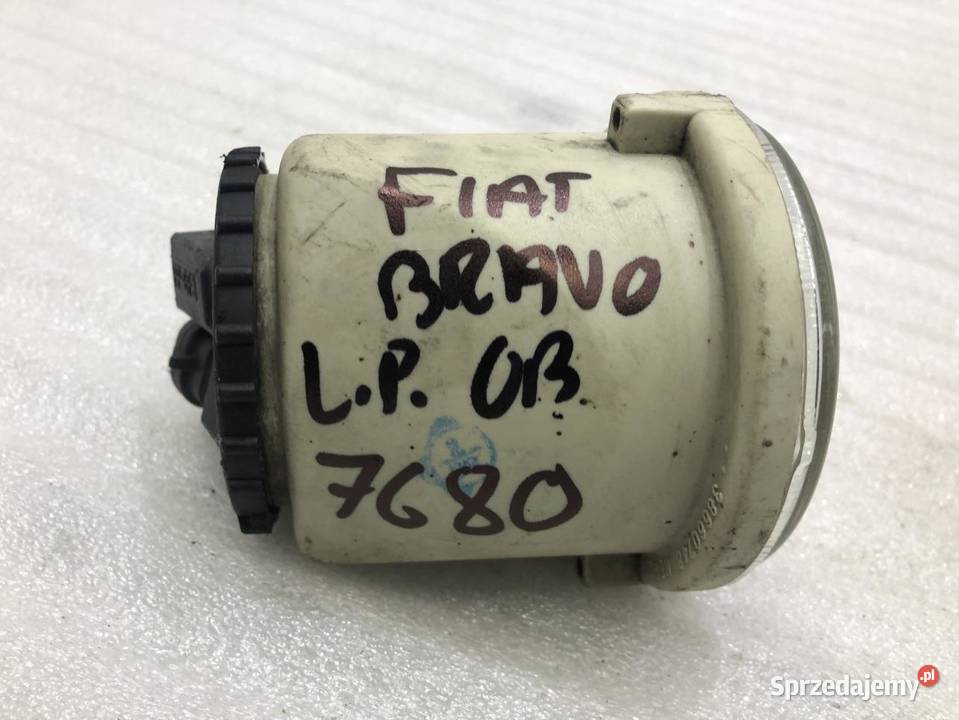 FIAT
BRAVO
L.P. OB.
7680
Sprzedajemy.pl